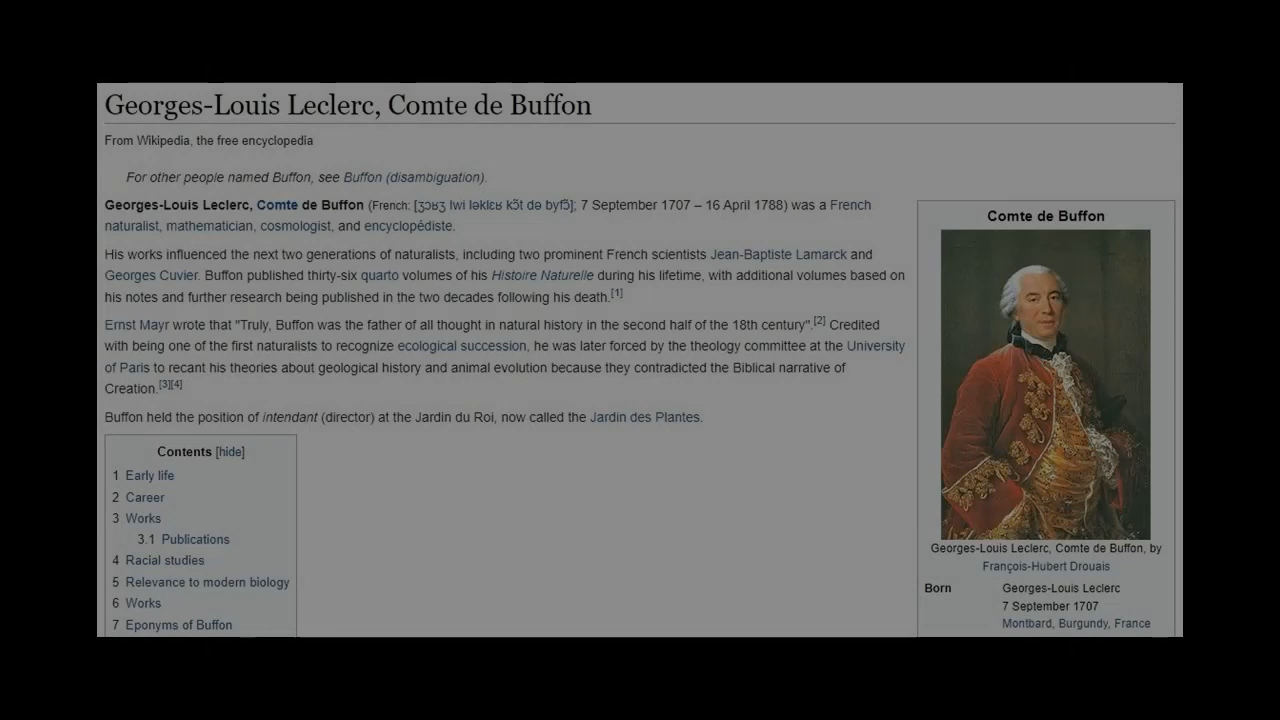 Georges-Louis Leclerc, Comte de Buffon
From Wikipedia, the free encyclopedia
For other people named Buffon, see Buffon (disambiguation).
Georges-Louis Leclerc, Comte de Buffon (French: [ʒɔʁʒ lwi ləklɛʁ kɔ̃t də byfɔ̃]; 7 September 1707 – 16 April 1788) was a French
naturalist, mathematician, cosmologist, and encyclopédiste.
His works influenced the next two generations of naturalists, including two prominent French scientists Jean-Baptiste Lamarck and
Georges Cuvier. Buffon published thirty-six quarto volumes of his Histoire Naturelle during his lifetime, with additional volumes based on
his notes and further research being published in the two decades following his death.[1]
Ernst Mayr wrote that "Truly, Buffon was the father of all thought in natural history in the second half of the 18th century".[2] Credited
with being one of the first naturalists to recognize ecological succession, he was later forced by the theology committee at the University
of Paris to recant his theories about geological history and animal evolution because they contradicted the Biblical narrative of
Creation.[3][4]
Buffon held the position of intendant (director) at the Jardin du Roi, now called the Jardin des Plantes.
Contents [hide]
1 Early life
2 Career
3 Works
3.1 Publications
4 Racial studies
5 Relevance to modern biology
6 Works
7 Eponyms of Buffon
Comte de Buffon
Georges-Louis Leclerc, Comte de Buffon, by
François-Hubert Drouais
Born Georges-Louis Leclerc
7 September 1707
Montbard, Burgundy, France